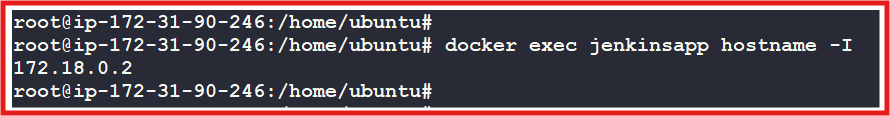 root@ip-172-31-90-246:/home/ubuntu#
root@ip-172-31-90-246:/home/ubuntu# docker exec jenkinsapp hostname -I
172.18.0.2
root@ip-172-31-90-246:/home/ubuntu#